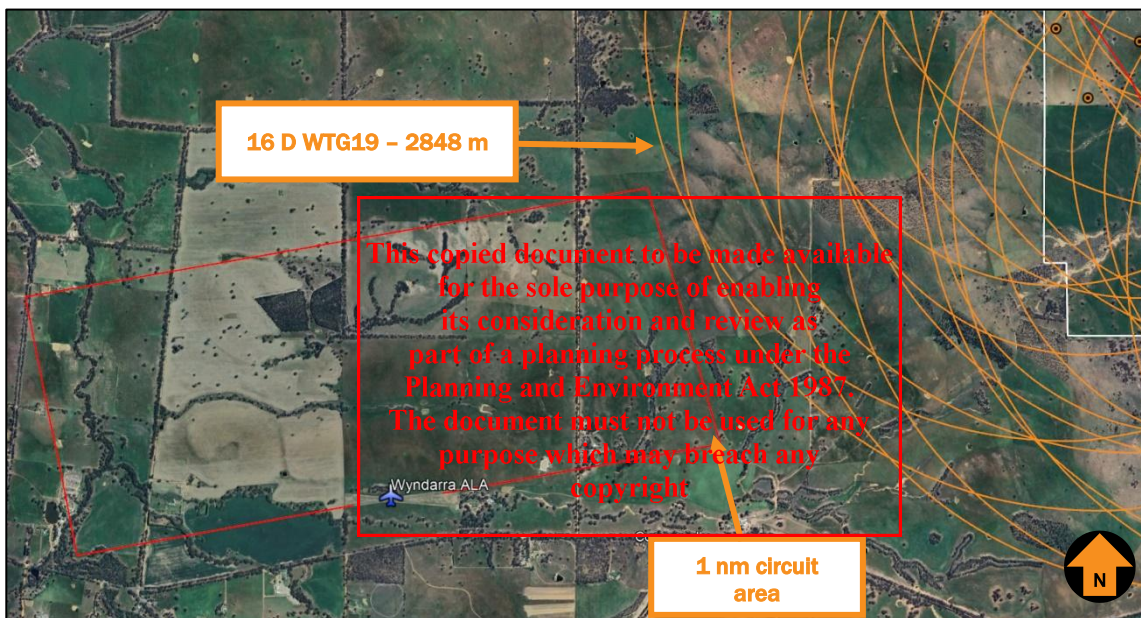 16 D WTG19 – 2848 m
This copied document to be made available
for the sole purpose of enabling
its consideration and review as
part of a planning process under the
Planning and Environment Act 1987.
The document must not be used for any
purpose which may breach any
copyright
Wyndarra ALA
1 nm circuit
area
N